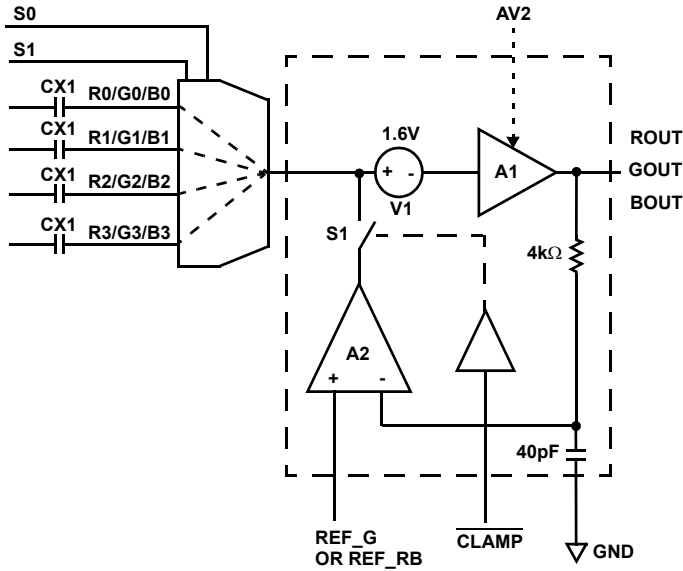 S0
S1
CX1 R0/G0/B0
CX1 R1/G1/B1
CX1 R2/G2/B2
CX1 R3/G3/B3
AV2
1.6V
+ -
V1
A1
ROUT
GOUT
BOUT
S1
4kΩ
A2
+ -
40pF
REF_G
OR REF_RB
CLAMP
GND